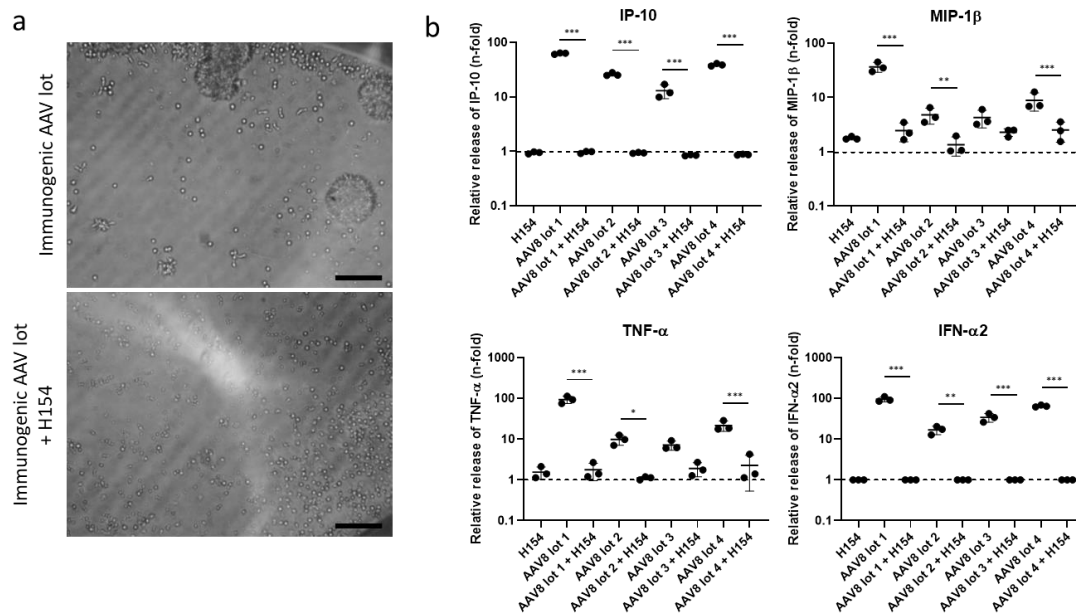 a
Immunogenic AAV lot
Immunogenic AAV lot
+ H154
b
IP-10
Relative release of IP-10 (n-fold)
100
10
1
0.1
***
***
***
***
H154
AAV8 lot 1
AAV8 lot 1 + H154
AAV8 lot 2
AAV8 lot 2 + H154
AAV8 lot 3
AAV8 lot 3 + H154
AAV8 lot 4
AAV8 lot 4 + H154
MIP-1β
Relative release of MIP-1β (n-fold)
100
10
1
0.1
***
**
***
H154
AAV8 lot 1
AAV8 lot 1 + H154
AAV8 lot 2
AAV8 lot 2 + H154
AAV8 lot 3
AAV8 lot 3 + H154
AAV8 lot 4
AAV8 lot 4 + H154
TNF-α
Relative release of TNF-α (n-fold)
1000
100
10
1
0.1
***
*
***
H154
AAV8 lot 1
AAV8 lot 1 + H154
AAV8 lot 2
AAV8 lot 2 + H154
AAV8 lot 3
AAV8 lot 3 + H154
AAV8 lot 4
AAV8 lot 4 + H154
IFN-α2
Relative release of IFN-α2 (n-fold)
1000
100
10
1
0.1
***
**
***
***
H154
AAV8 lot 1
AAV8 lot 1 + H154
AAV8 lot 2
AAV8 lot 2 + H154
AAV8 lot 3
AAV8 lot 3 + H154
AAV8 lot 4
AAV8 lot 4 + H154